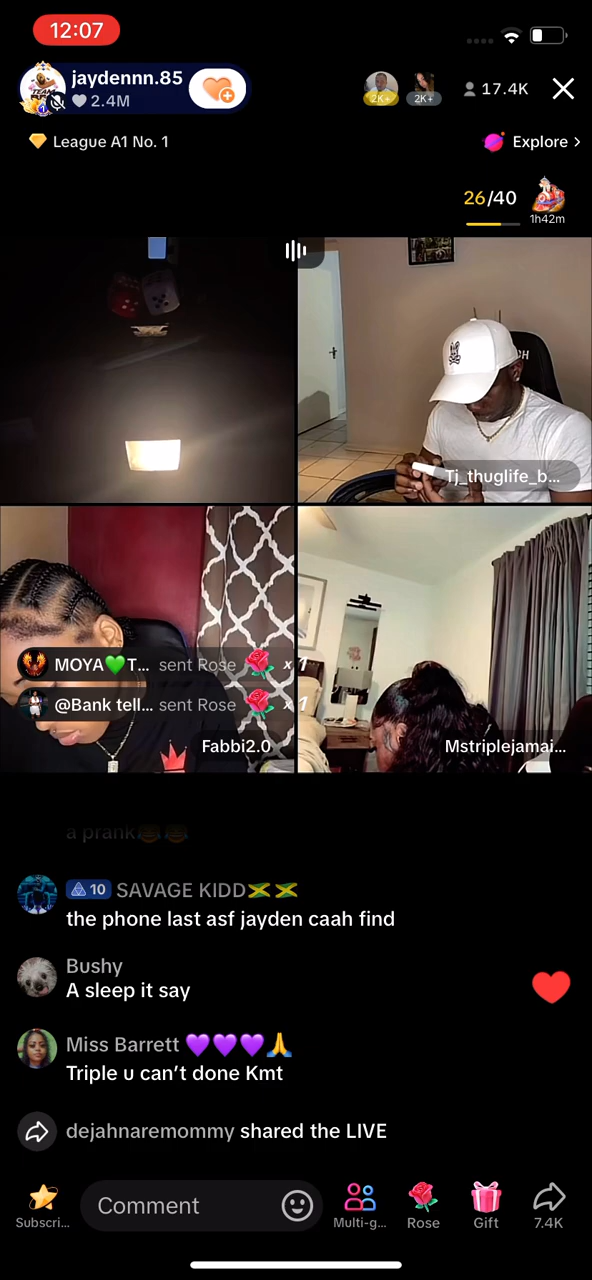 12:07
jaydennn.85
2.4M
2K+
2K+
17.4K
League A1 No. 1
Explore >
26/40
1h42m
Tj_thuglife_b...
MOYA💚T... sent Rose x 1
@Bank tell... sent Rose x 1
Fabbi2.0
Mstriplejamai...
a prank
10 SAVAGE KIDD🇯🇲🇯🇲
the phone last asf jayden caah find
Bushy
A sleep it say
Miss Barrett 💜💜💜🙏
Triple u can't done Kmt
dejahnaremommy shared the LIVE
Subscri...
Comment
Multi-g...
Rose
Gift
7.4K